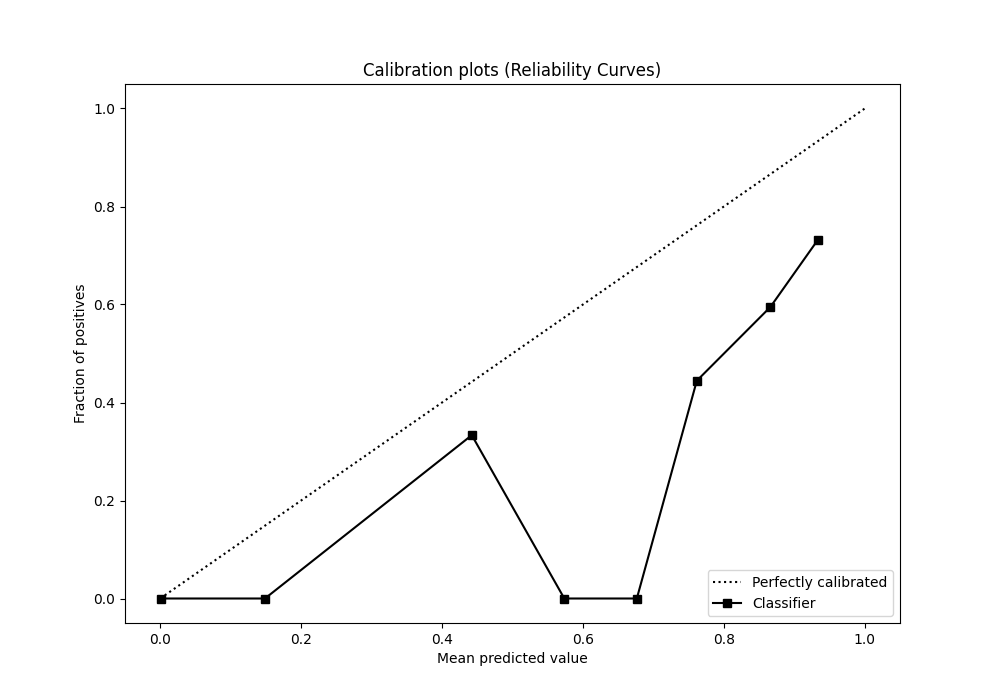 Calibration plots (Reliability Curves)
1.0
0.8
0.6
0.4
0.2
0.0
Fraction of positives
0.0 0.2 0.4 0.6 0.8 1.0
Mean predicted value
Perfectly calibrated
Classifier